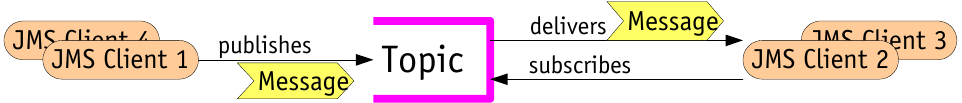 JMS Client 4
JMS Client 1
publishes
Message
Topic
delivers
Message
subscribes
JMS Client 3
JMS Client 2